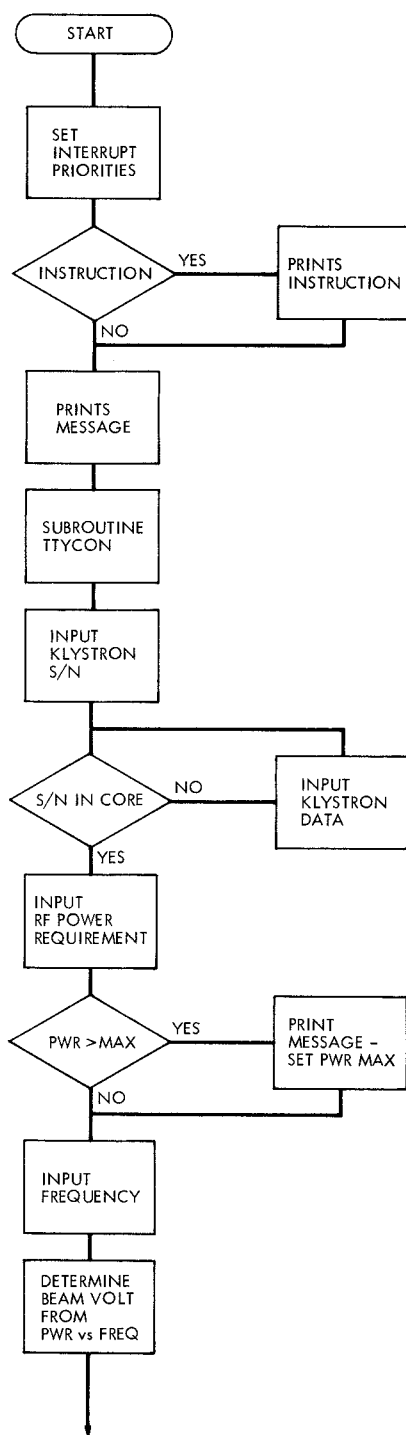 START
SET
INTERRUPT
PRIORITIES
INSTRUCTION
YES
PRINTS
INSTRUCTION
NO
PRINTS
MESSAGE
SUBROUTINE
TTYCON
INPUT
KLYSTRON
S/N
S/N IN CORE
NO
INPUT
KLYSTRON
DATA
YES
INPUT
RF POWER
REQUIREMENT
PWR > MAX
YES
PRINT
MESSAGE –
SET PWR MAX
NO
INPUT
FREQUENCY
DETERMINE
BEAM VOLT
FROM
PWR vs FREQ